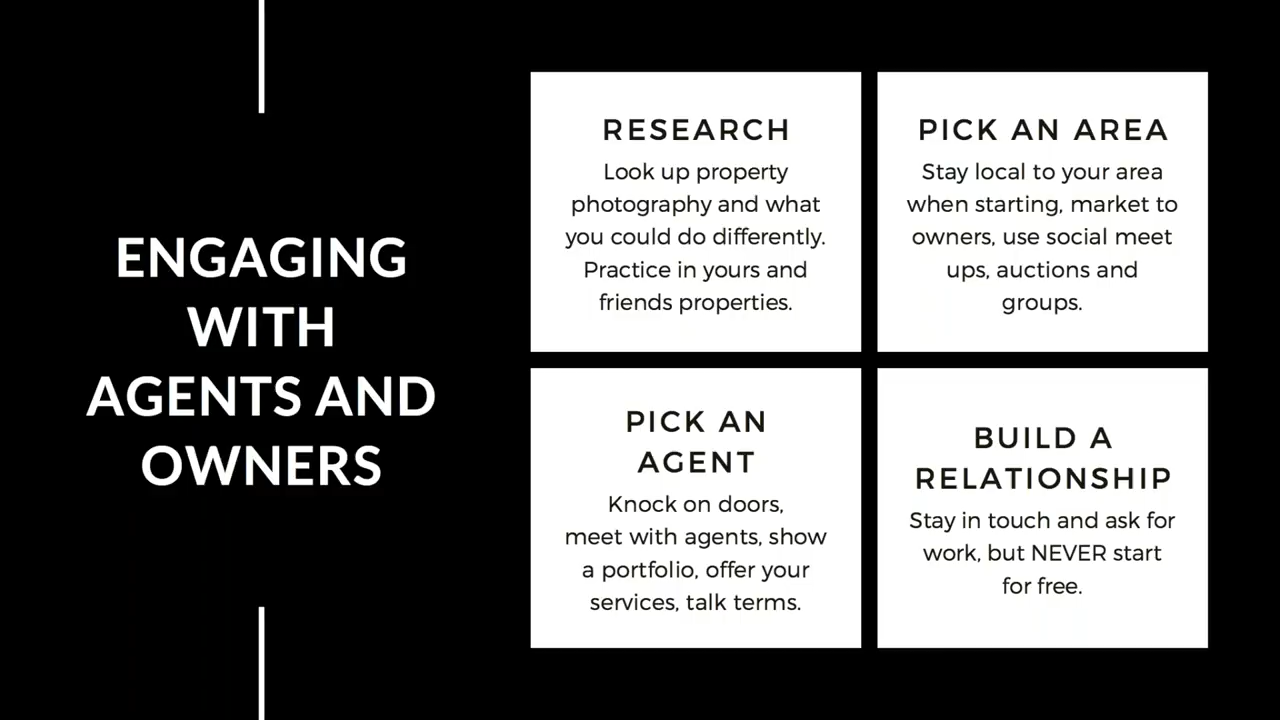 ENGAGING
WITH
AGENTS AND
OWNERS
RESEARCH
Look up property
photography and what
you could do differently.
Practice in yours and
friends properties.
PICK AN AREA
Stay local to your area
when starting, market to
owners, use social meet
ups, auctions and
groups.
PICK AN
AGENT
Knock on doors,
meet with agents, show
a portfolio, offer your
services, talk terms.
BUILD A
RELATIONSHIP
Stay in touch and ask for
work, but NEVER start
for free.